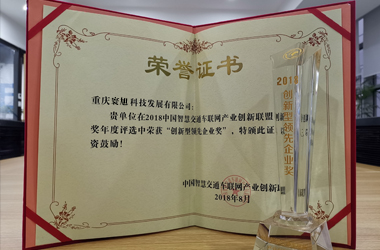 荣誉证书
重庆寰旭科技发展有限公司:
贵单位在2018中国智慧交通车联网产业创新联盟创新
奖年度评选中荣获“创新型领先企业奖”,特颁此证
资鼓励!
中国智慧交通车联网产业创新联盟
2018年8月
创新型领先企业奖